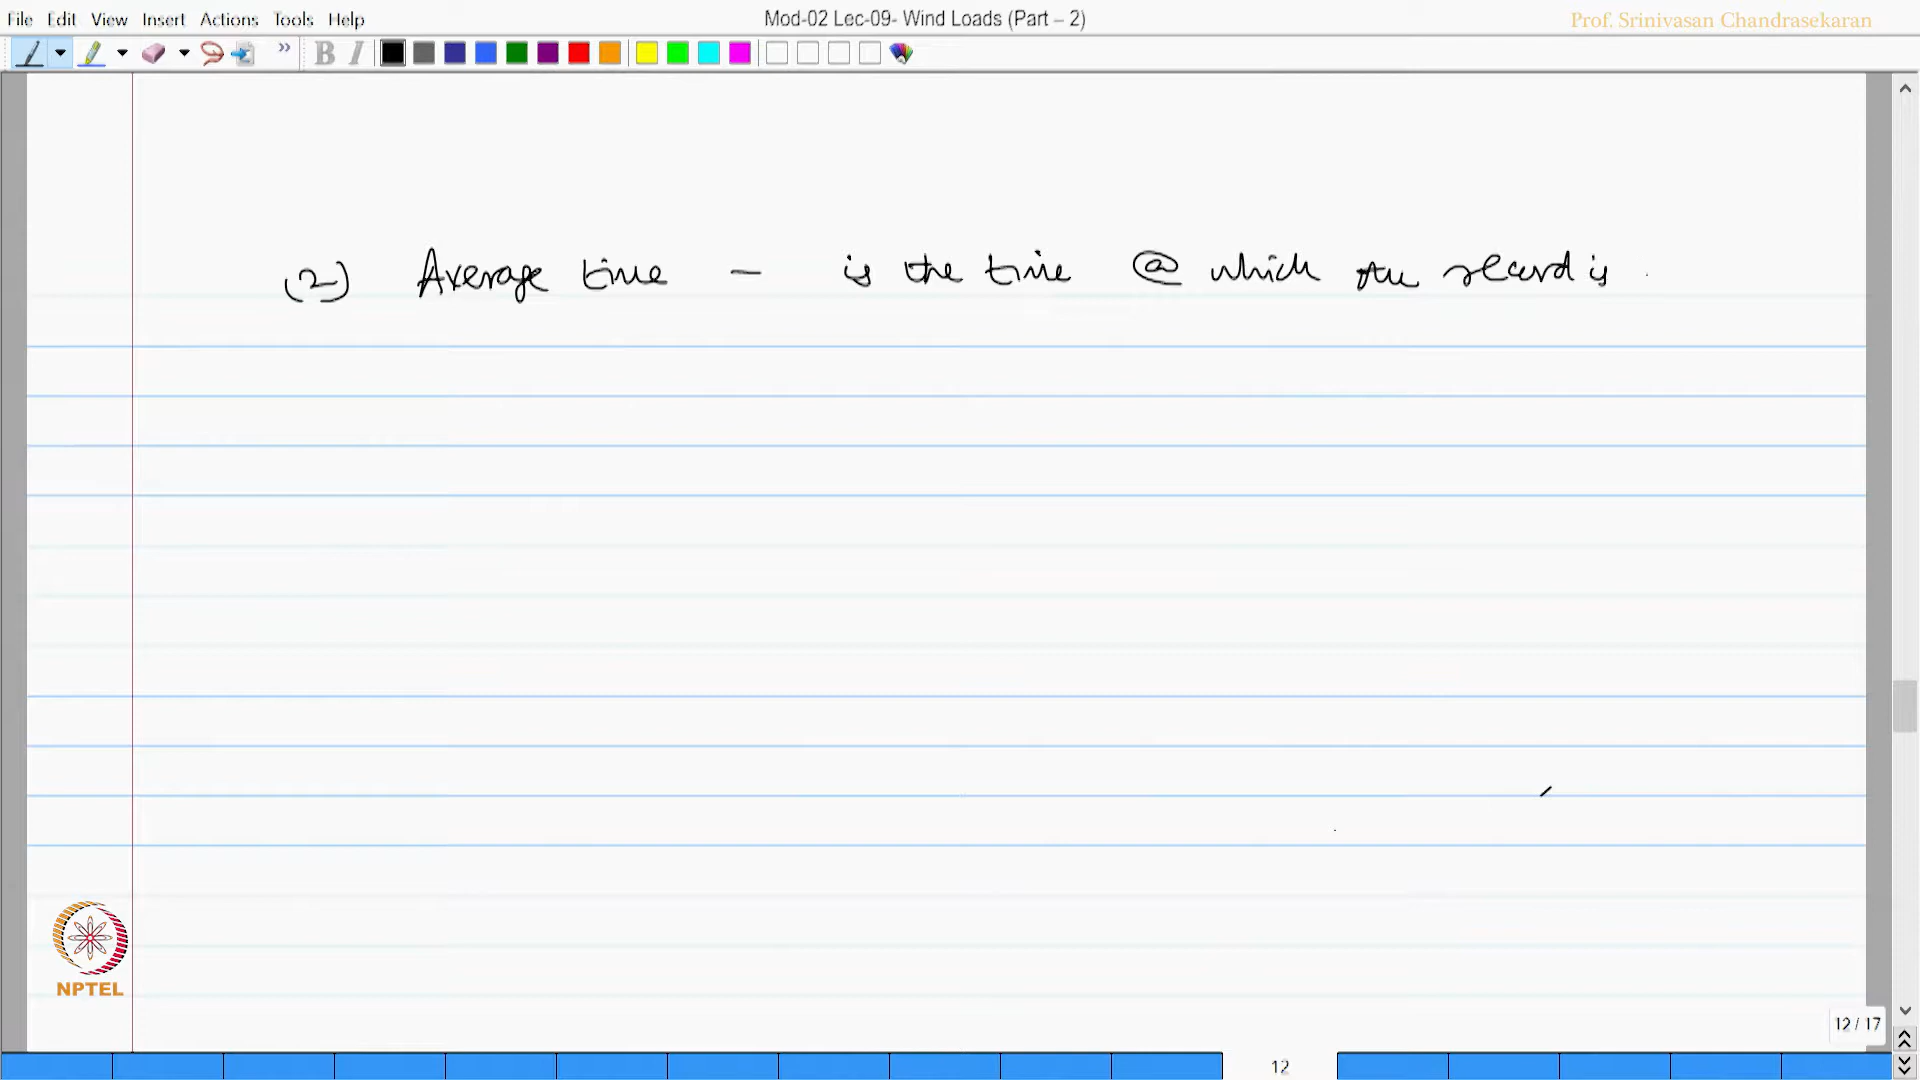 File Edit View Insert Actions Tools Help
Mod-02 Lec-09- Wind Loads (Part – 2)
Prof. Srinivasan Chandrasekaran
B I
(2) Average time – is the time @ which the record is
NPTEL
12 / 17
12